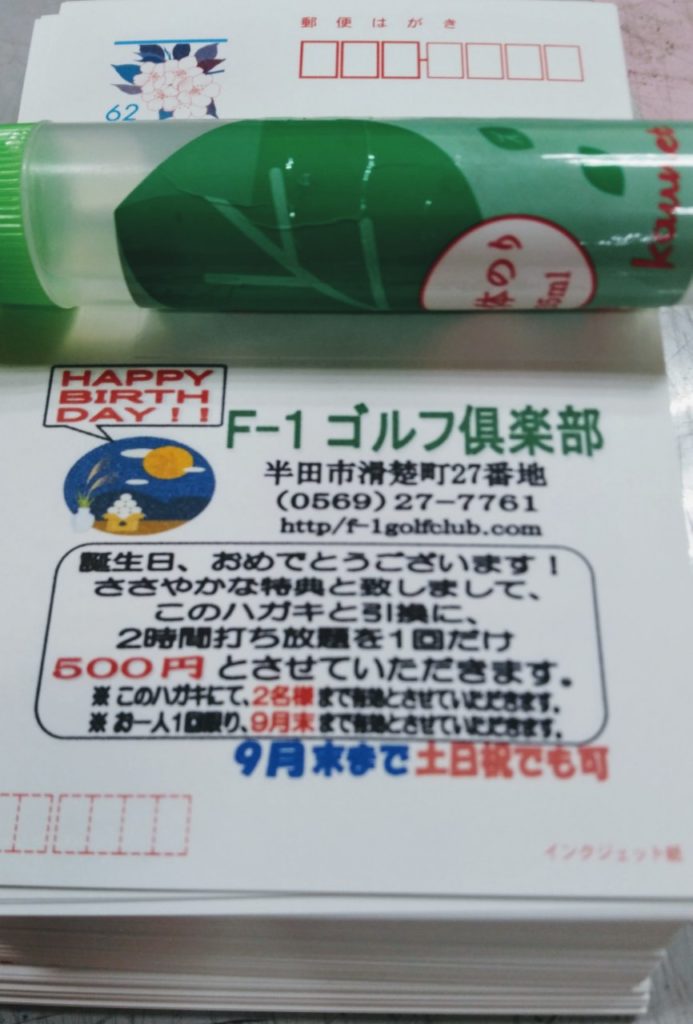 郵便はがき
62
kaunet
体のり
5ml
HAPPY
BIRTH
DAY!!
F-1 ゴルフ倶楽部
半田市滑楚町27番地
(0569)27-7761
http/f-1golfclub.com
誕生日、おめでとうございます!
ささやかな特典と致しまして、
このハガキと引換に、
2時間打ち放題を1回だけ
500円とさせていただきます。
※このハガキにて、2名様まで有効とさせていただきます。
※お一人1回限り、9月末まで有効とさせていただきます。
9月末まで土日祝でも可
インクジェット紙